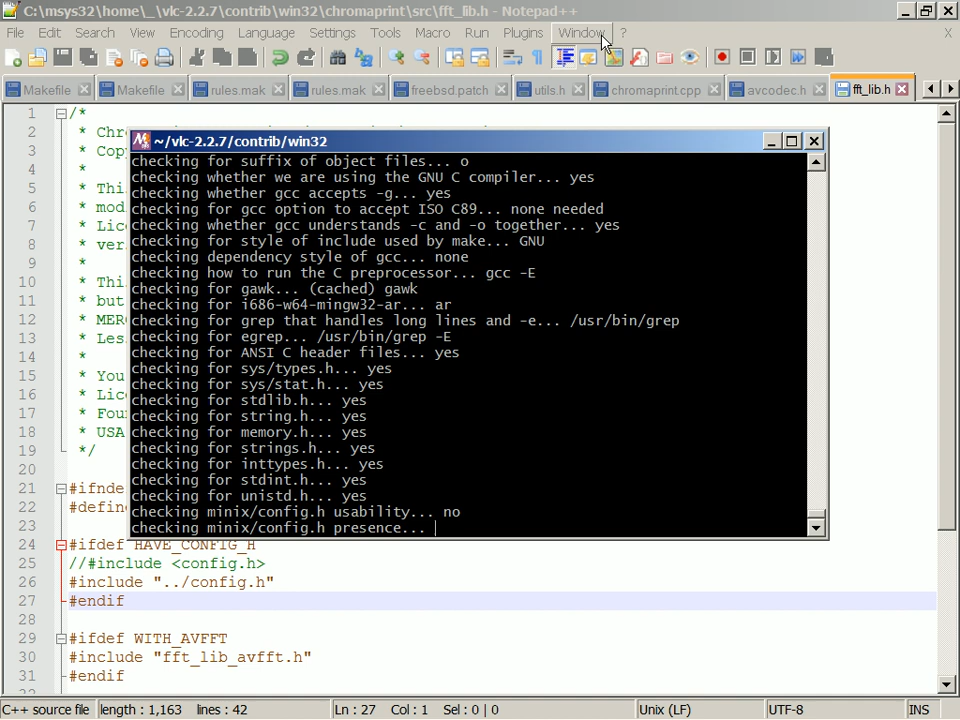 C:\msys32\home\_\vlc-2.2.7\contrib\win32\chromaprint\src\fft_lib.h - Notepad++
File Edit Search View Encoding Language Settings Tools Macro Run Plugins Window ?
X
Makefile Makefile rules.mak rules.mak freebsd.patch utils.h chromaprint.cpp avcodec.h fft_lib.h
1 /*
2 * Chr
3 * Cop
4 *
5 * Thi
6 * mod
7 * Lic
8 * ver
9 *
10 * Thi
11 * but
12 * MER
13 * Les
14 *
15 * You
16 * Lic
17 * Fou
18 * USA
19 */
20
21 #ifnde
22 #define
23
24 #ifdef HAVE_CONFIG_H
25 //#include <config.h>
26 #include "../config.h"
27 #endif
28
29 #ifdef WITH_AVFFT
30 #include "fft_lib_avfft.h"
31 #endif
~/vlc-2.2.7/contrib/win32
checking for suffix of object files... o
checking whether we are using the GNU C compiler... yes
checking whether gcc accepts -g... yes
checking for gcc option to accept ISO C89... none needed
checking whether gcc understands -c and -o together... yes
checking for style of include used by make... GNU
checking dependency style of gcc... none
checking how to run the C preprocessor... gcc -E
checking for gawk... (cached) gawk
checking for i686-w64-mingw32-ar... ar
checking for grep that handles long lines and -e... /usr/bin/grep
checking for egrep... /usr/bin/grep -E
checking for ANSI C header files... yes
checking for sys/types.h... yes
checking for sys/stat.h... yes
checking for stdlib.h... yes
checking for string.h... yes
checking for memory.h... yes
checking for strings.h... yes
checking for inttypes.h... yes
checking for stdint.h... yes
checking for unistd.h... yes
checking minix/config.h usability... no
checking minix/config.h presence...
C++ source file length : 1,163 lines : 42 Ln : 27 Col : 1 Sel : 0 | 0 Unix (LF) UTF-8 INS